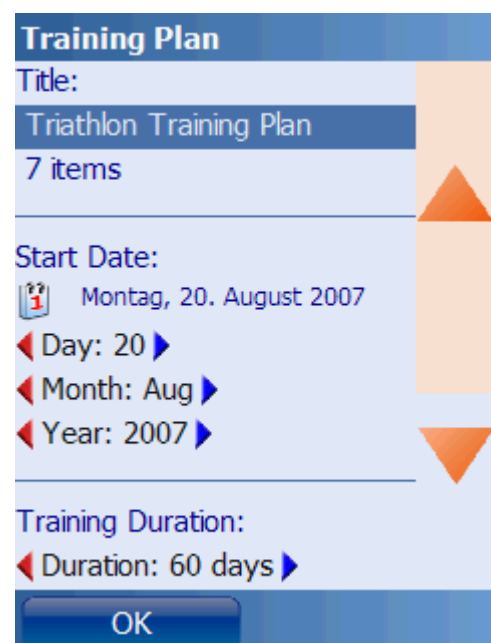 Training Plan
Title:
Triathlon Training Plan
7 items
Start Date:
1 Montag, 20. August 2007
Day: 20
Month: Aug
Year: 2007
Training Duration:
Duration: 60 days
OK